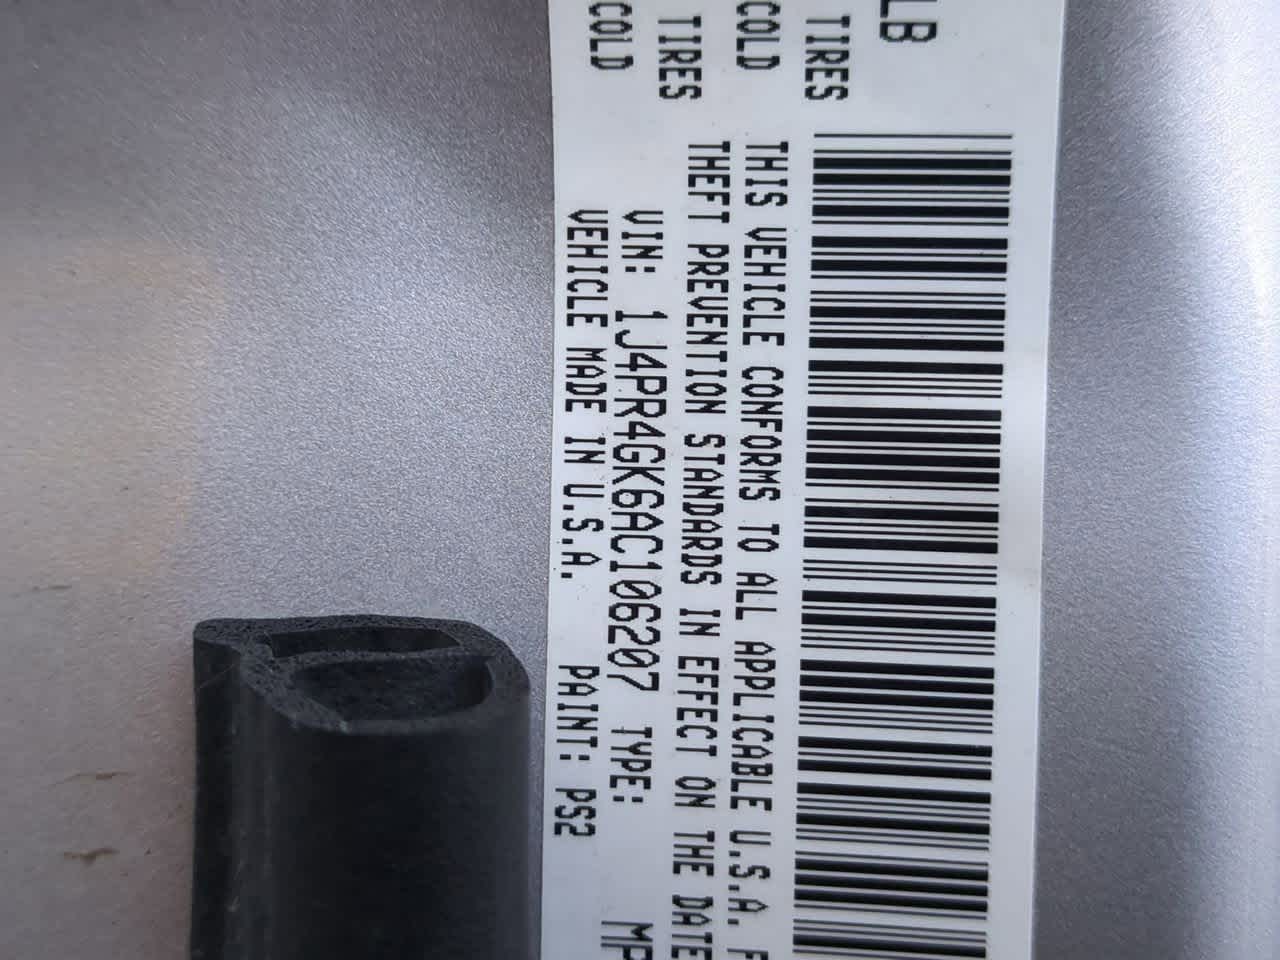 LB
TIRES COLD
TIRES COLD
THIS VEHICLE CONFORMS TO ALL APPLICABLE U.S.A. F
THEFT PREVENTION STANDARDS IN EFFECT ON THE DATE
VIN: 1J4PR4GK6AC106207 TYPE: MP
VEHICLE MADE IN U.S.A. PAINT: PS2